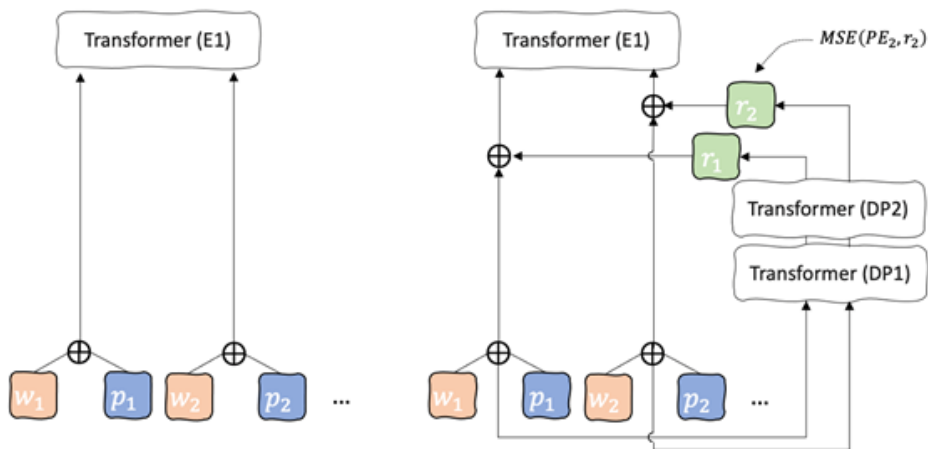 Transformer (E1)
w₁
p₁
w₂
p₂
...
Transformer (E1)
MSE(PE₂, r₂)
r₂
r₁
Transformer (DP2)
Transformer (DP1)
w₁
p₁
w₂
p₂
...